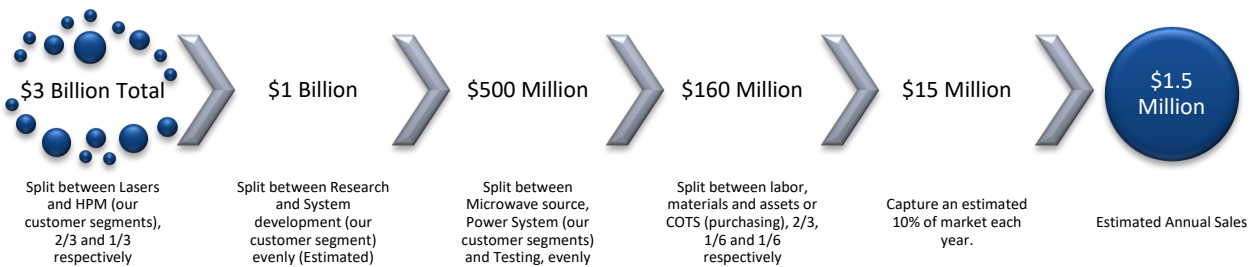 $3 Billion Total
$1 Billion
$500 Million
$160 Million
$15 Million
$1.5
Million
Split between Lasers
and HPM (our
customer segments),
2/3 and 1/3
respectively
Split between Research
and System
development (our
customer segment)
evenly (Estimated)
Split between
Microwave source,
Power System (our
customer segments)
and Testing, evenly
Split between labor,
materials and assets or
COTS (purchasing), 2/3,
1/6 and 1/6
respectively
Capture an estimated
10% of market each
year.
Estimated Annual Sales